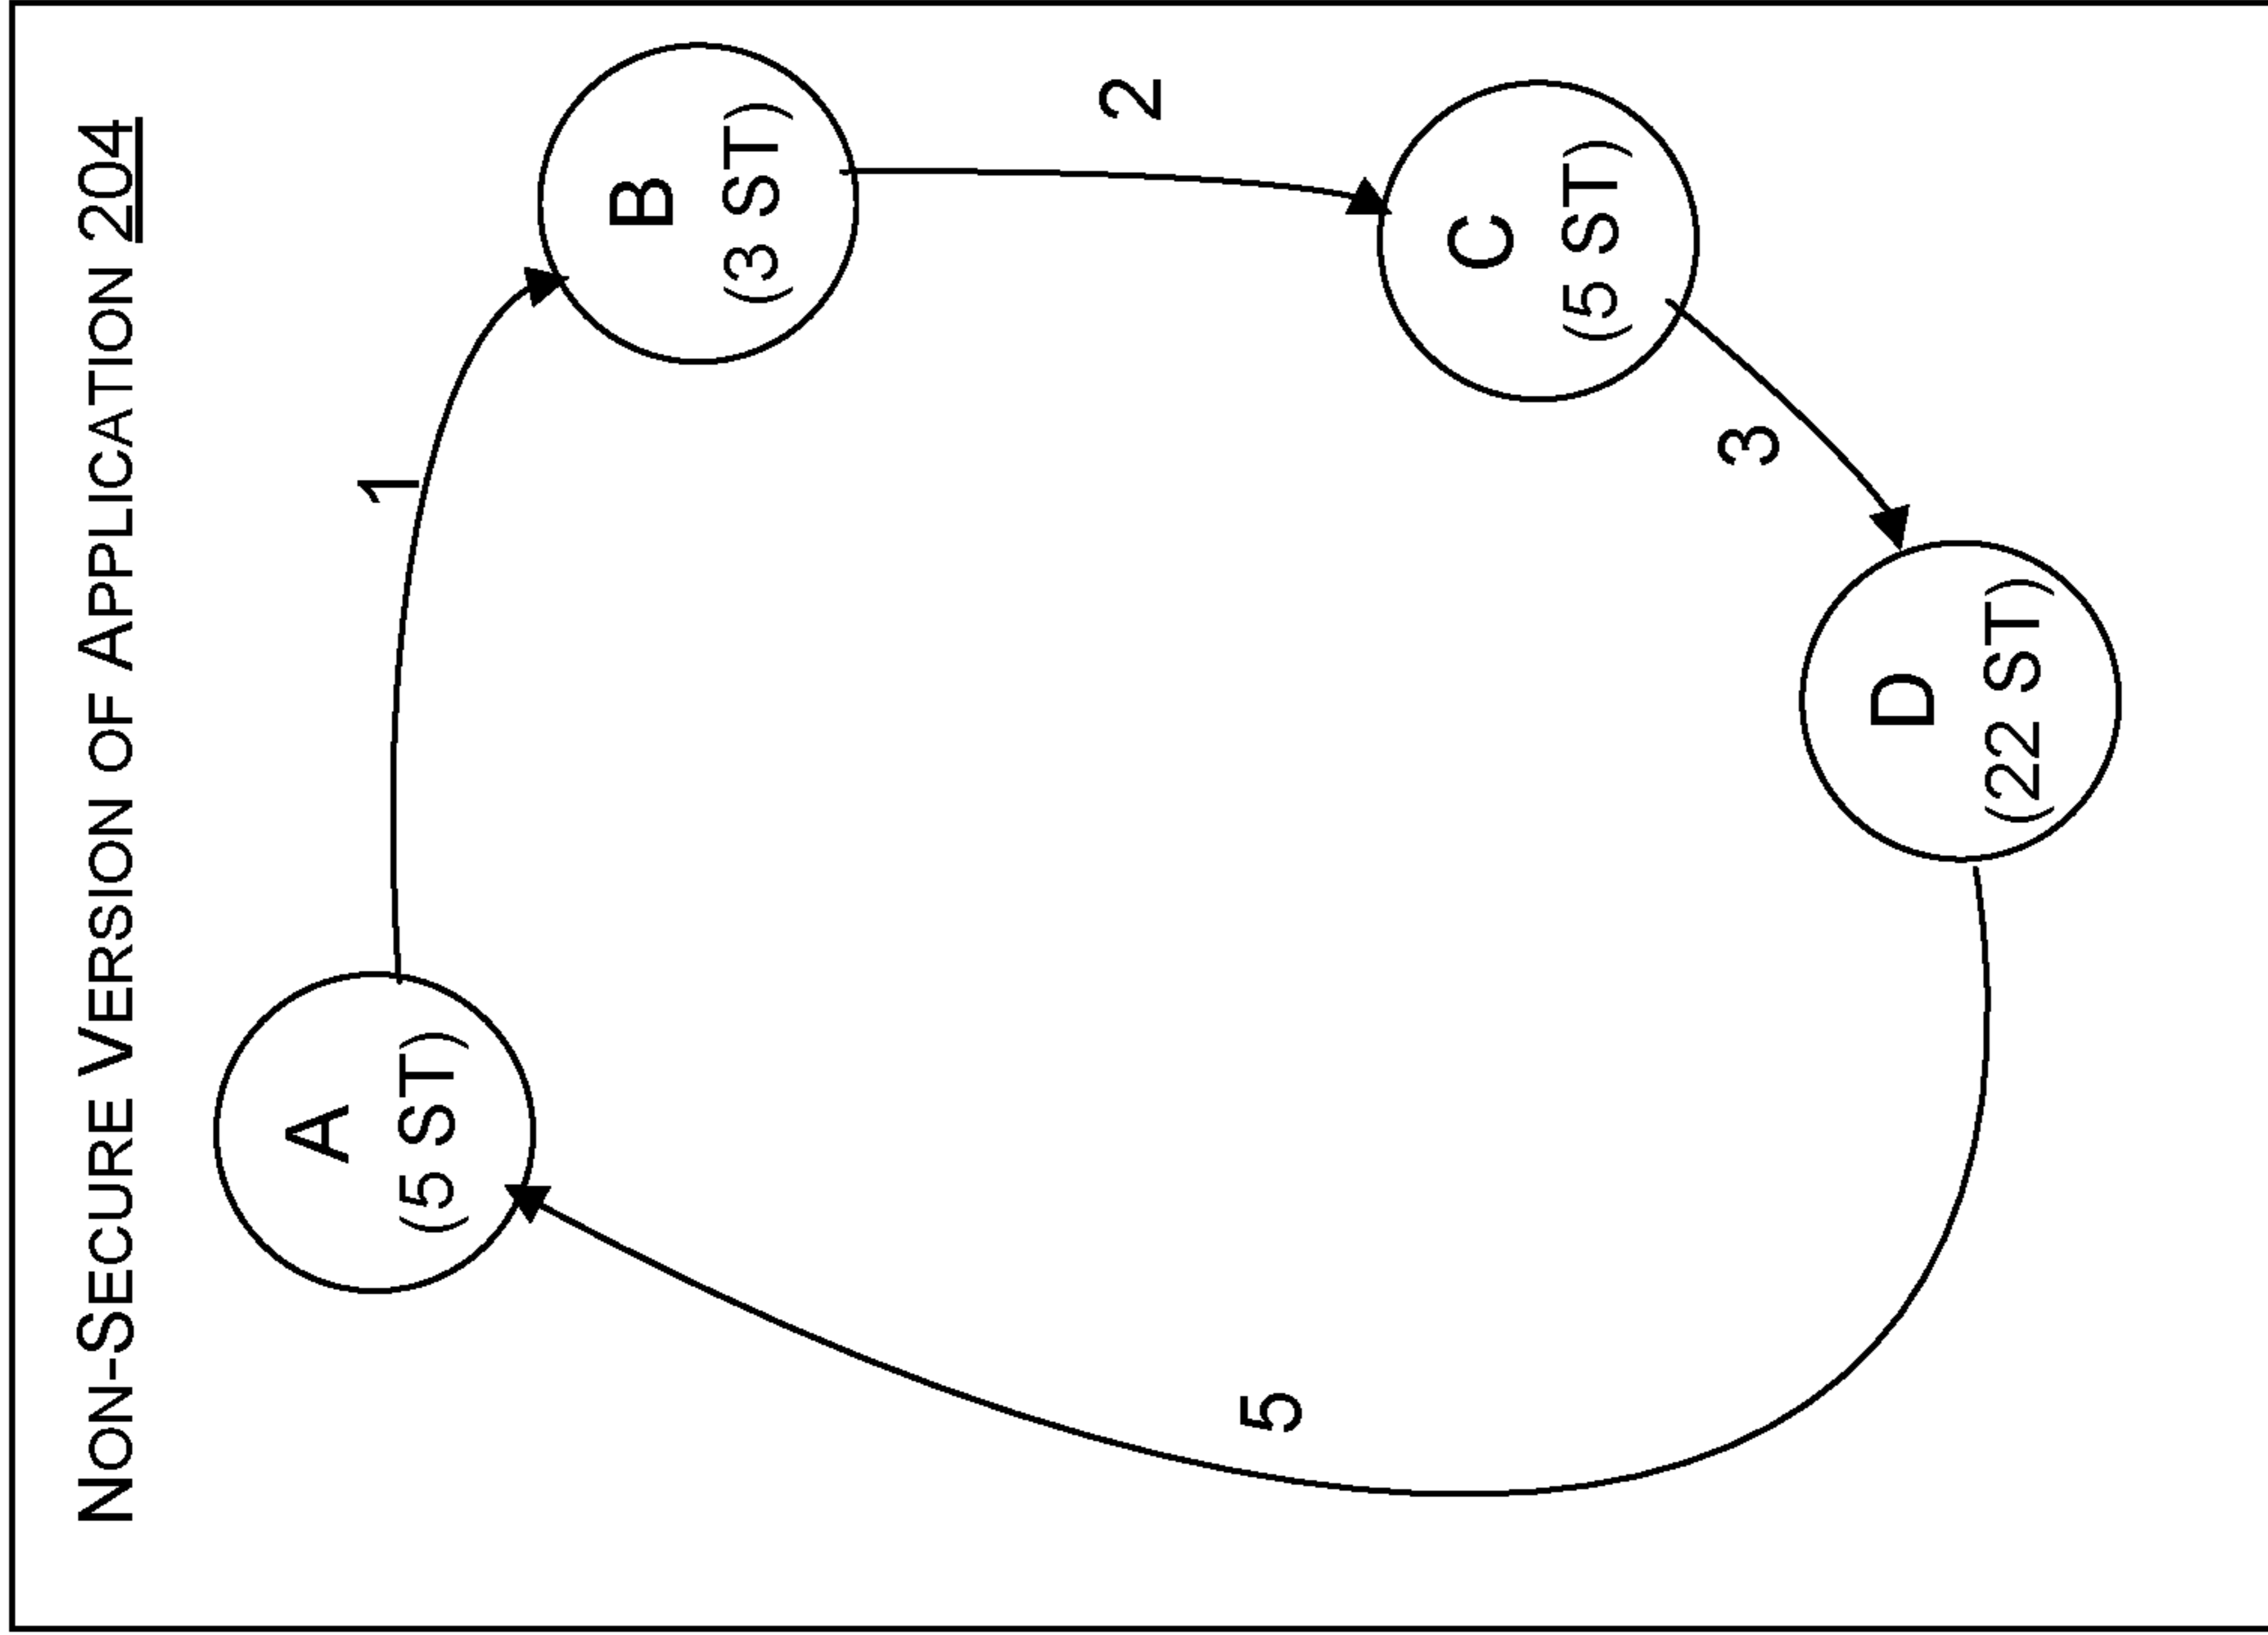 NON-SECURE VERSION OF APPLICATION 204
A
(5 ST)
1
B
(3 ST)
2
C
(5 ST)
3
D
(22 ST)
5